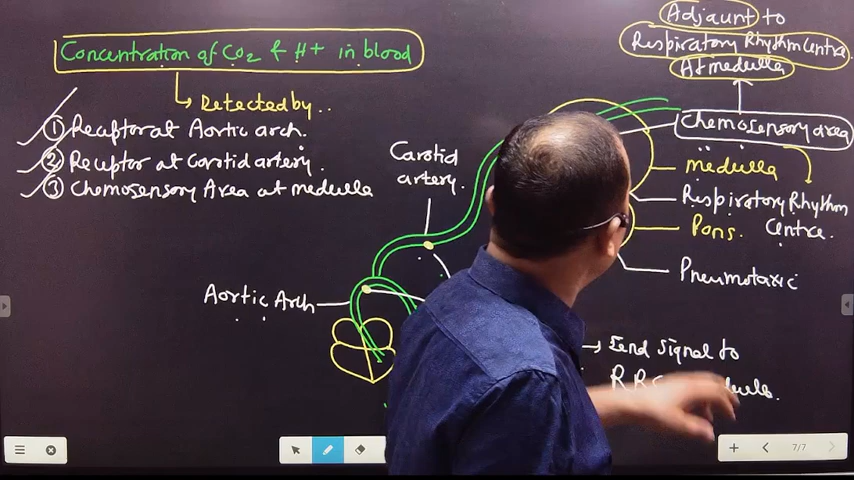 Concentration of CO2 & H+ in blood
Detected by..
① Receptor at Aortic arch.
② Receptor at Carotid artery.
③ Chemosensory Area at medulla
Carotid
artery.
Aortic Arch
Adjaunt to
Respiratory Rhythm Centre
At medulla
Chemosensory area
medulla
Respiratory Rhythm
Centre.
Pons.
Pneumotaxic
→ Send signal to
7/7